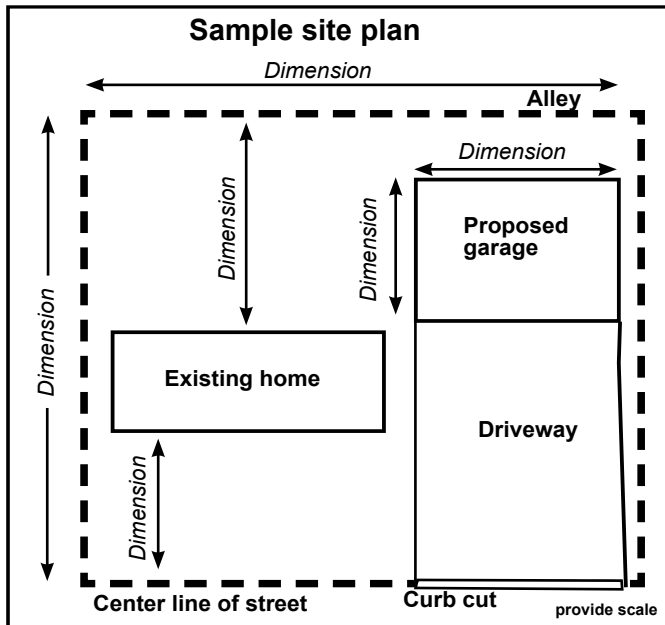 Sample site plan
Dimension
Alley
Dimension
Dimension
Dimension
Dimension
Proposed
garage
Existing home
Driveway
Dimension
Center line of street
Curb cut
provide scale